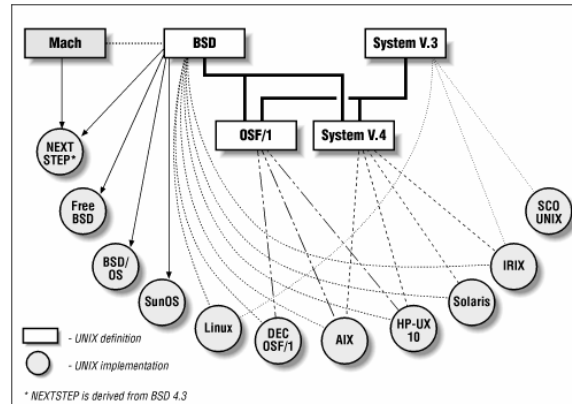 Mach
BSD
System V.3
OSF/1
System V.4
NEXT
STEP*
Free
BSD
BSD/
OS
SunOS
Linux
DEC
OSF/1
AIX
HP-UX
10
Solaris
IRIX
SCO
UNIX
- UNIX definition
- UNIX implementation
* NEXTSTEP is derived from BSD 4.3